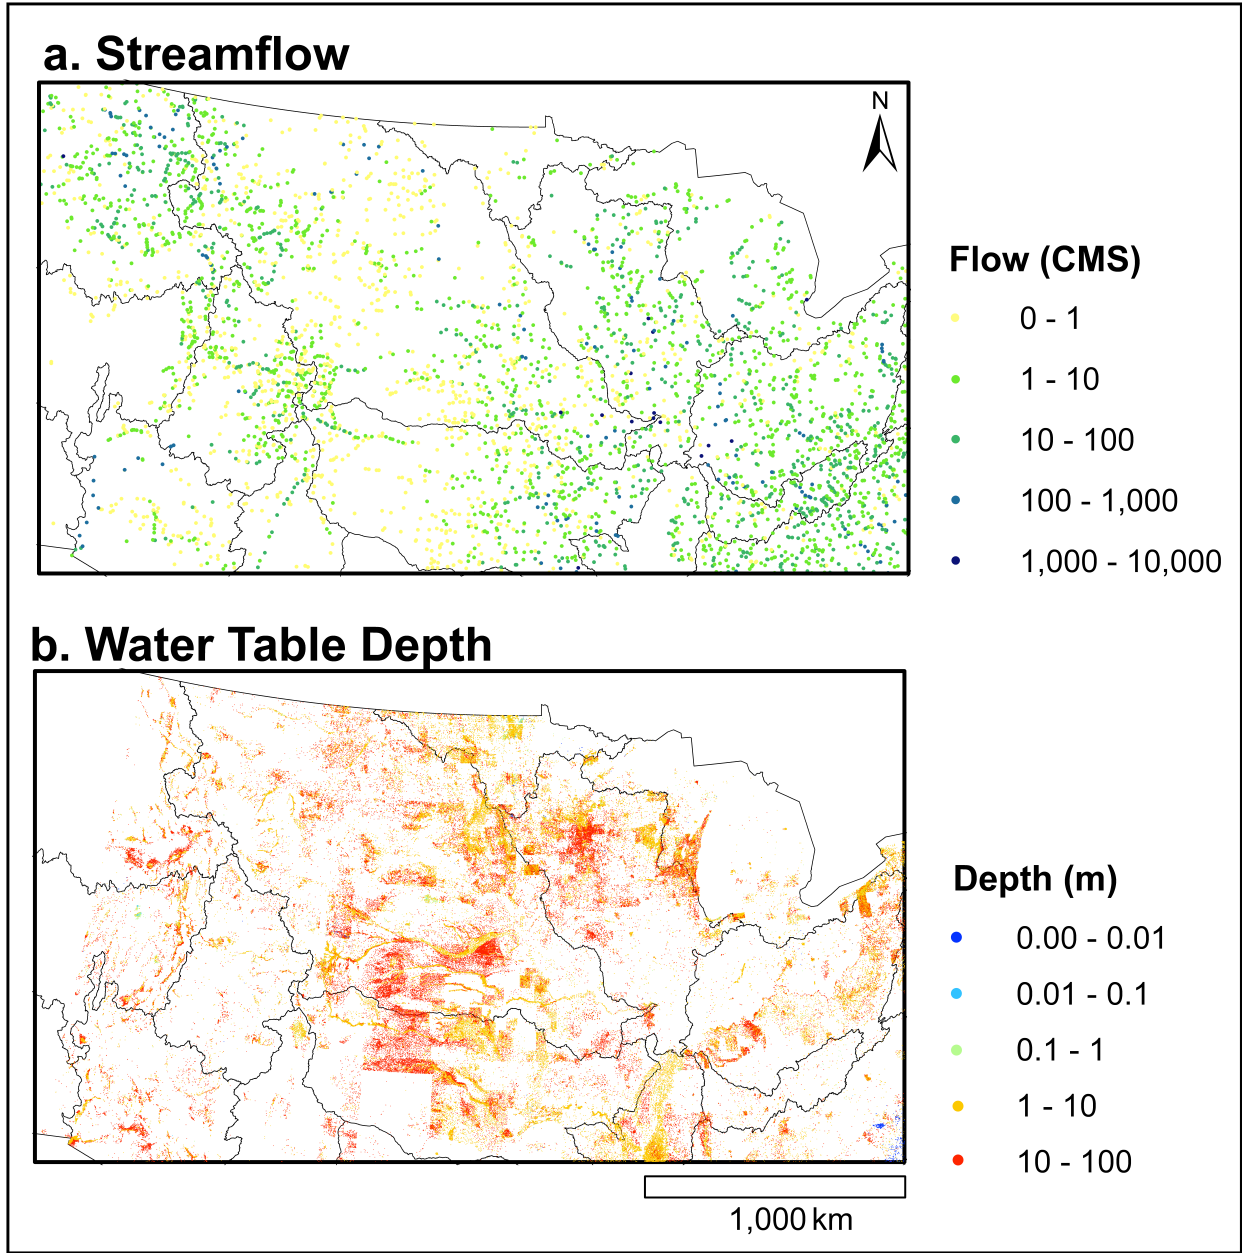 a. Streamflow
N
Flow (CMS)
0 - 1
1 - 10
10 - 100
100 - 1,000
1,000 - 10,000
b. Water Table Depth
Depth (m)
0.00 - 0.01
0.01 - 0.1
0.1 - 1
1 - 10
10 - 100
1,000 km